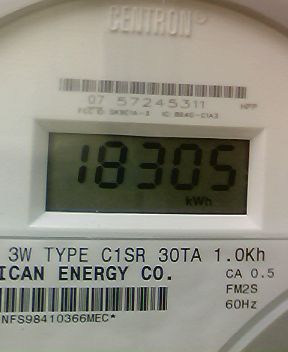 CENTRON®
07 57245311
HPP
18305
kWh
3W TYPE C1SR 30TA 1.0Kh
ICAN ENERGY CO.
CA 0.5
FM2S
60Hz
NFS98410366MEC*